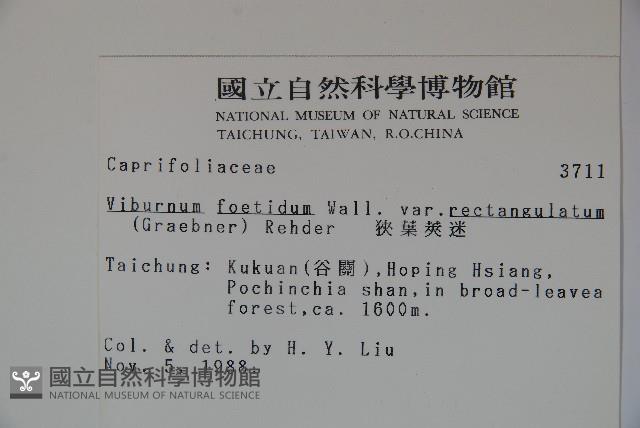 國立自然科學博物館
NATIONAL MUSEUM OF NATURAL SCIENCE
TAICHUNG, TAIWAN, R.O.CHINA
Caprifoliaceae 3711
Viburnum foetidum Wall. var.rectangulatum
(Graebner) Rehder 狹葉莢迷
Taichung: Kukuan(谷關),Hoping Hsiang,
Pochinchia shan,in broad-leavea
forest,ca. 1600m.
Col. & det. by H. Y. Liu
Nov. 5, 1988
國立自然科學博物館
NATIONAL MUSEUM OF NATURAL SCIENCE